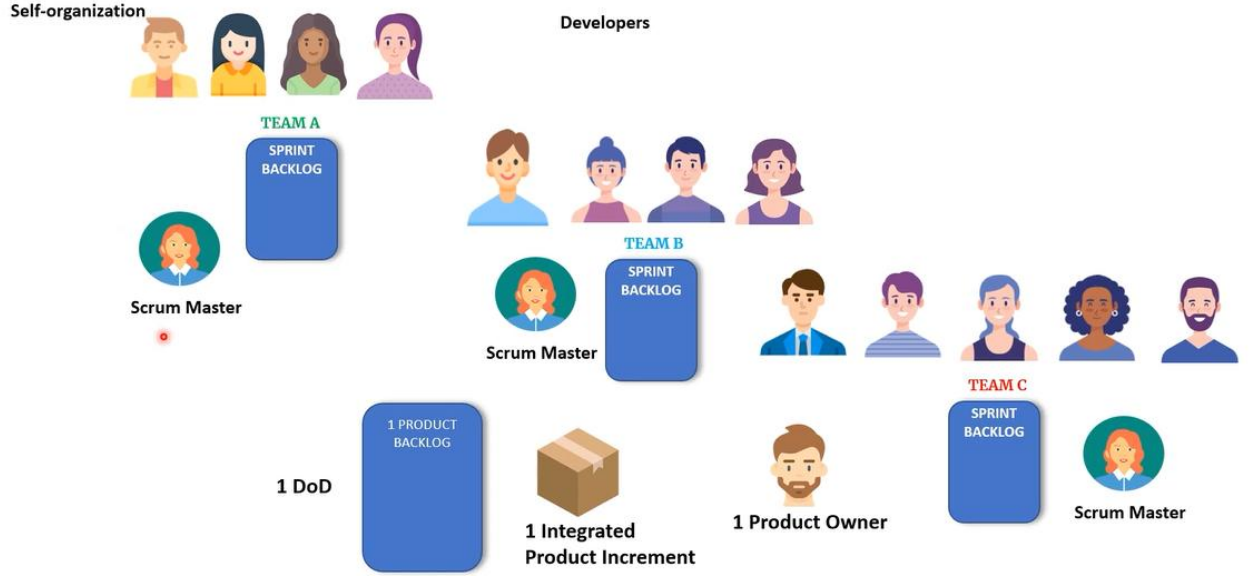 Self-organization
Developers
TEAM A
SPRINT
BACKLOG
Scrum Master
TEAM B
SPRINT
BACKLOG
Scrum Master
TEAM C
SPRINT
BACKLOG
Scrum Master
1 PRODUCT
BACKLOG
1 DoD
1 Integrated
Product Increment
1 Product Owner